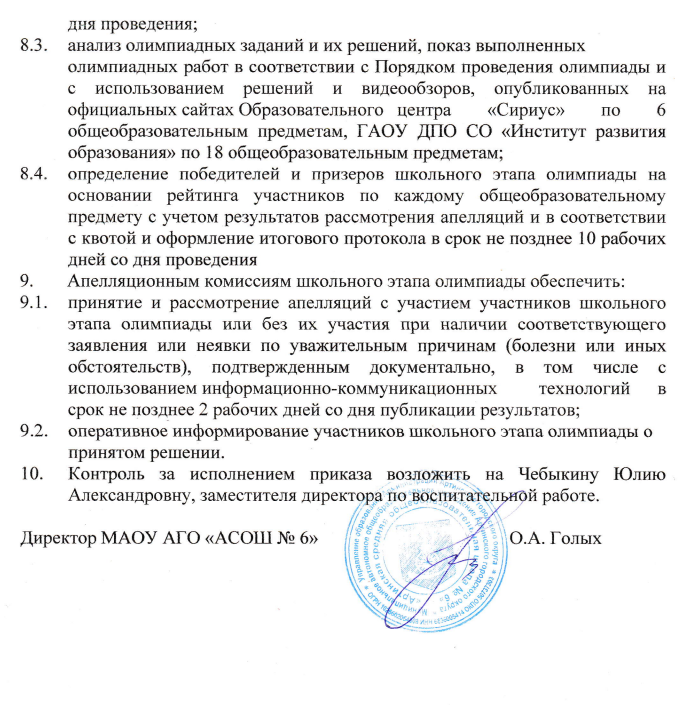 дня проведения;
8.3. анализ олимпиадных заданий и их решений, показ выполненных
олимпиадных работ в соответствии с Порядком проведения олимпиады и
с использованием решений и видеообзоров, опубликованных на
официальных сайтах Образовательного центра «Сириус» по 6
общеобразовательным предметам, ГАОУ ДПО СО «Институт развития
образования» по 18 общеобразовательным предметам;
8.4. определение победителей и призеров школьного этапа олимпиады на
основании рейтинга участников по каждому общеобразовательному
предмету с учетом результатов рассмотрения апелляций и в соответствии
с квотой и оформление итогового протокола в срок не позднее 10 рабочих
дней со дня проведения
9. Апелляционным комиссиям школьного этапа олимпиады обеспечить:
9.1. принятие и рассмотрение апелляций с участием участников школьного
этапа олимпиады или без их участия при наличии соответствующего
заявления или неявки по уважительным причинам (болезни или иных
обстоятельств), подтвержденным документально, в том числе с
использованием информационно-коммуникационных технологий в
срок не позднее 2 рабочих дней со дня публикации результатов;
9.2. оперативное информирование участников школьного этапа олимпиады о
принятом решении.
10. Контроль за исполнением приказа возложить на Чебыкину Юлию
Александровну, заместителя директора по воспитательной работе.
Директор МАОУ АГО «АСОШ № 6» О.А. Голых